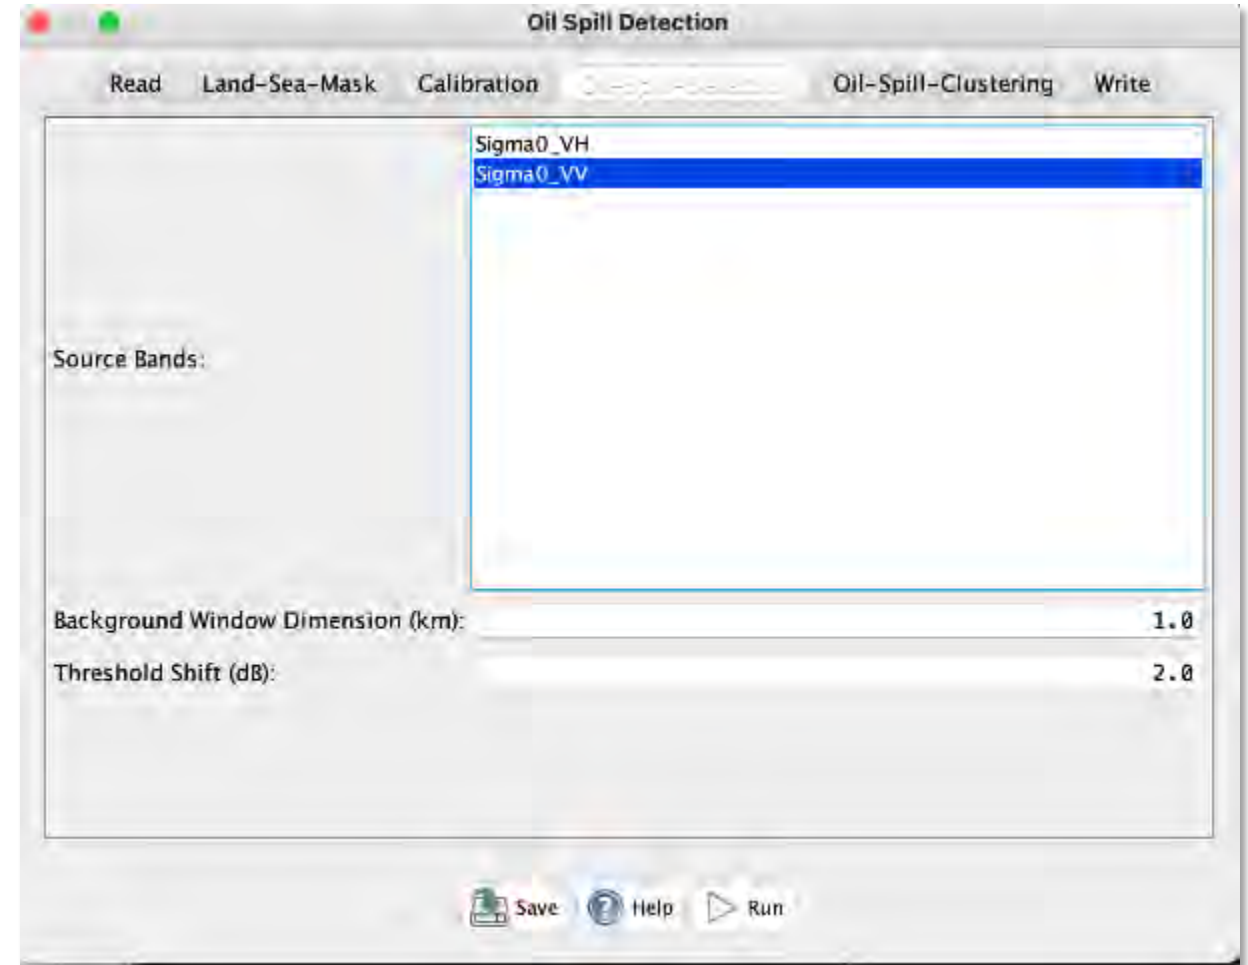 Oil Spill Detection
Read Land-Sea-Mask Calibration Oil-Spill-Clustering Write
Sigma0_VH
Sigma0_VV
Source Bands:
Background Window Dimension (km): 1.0
Threshold Shift (dB): 2.0
Save Help Run